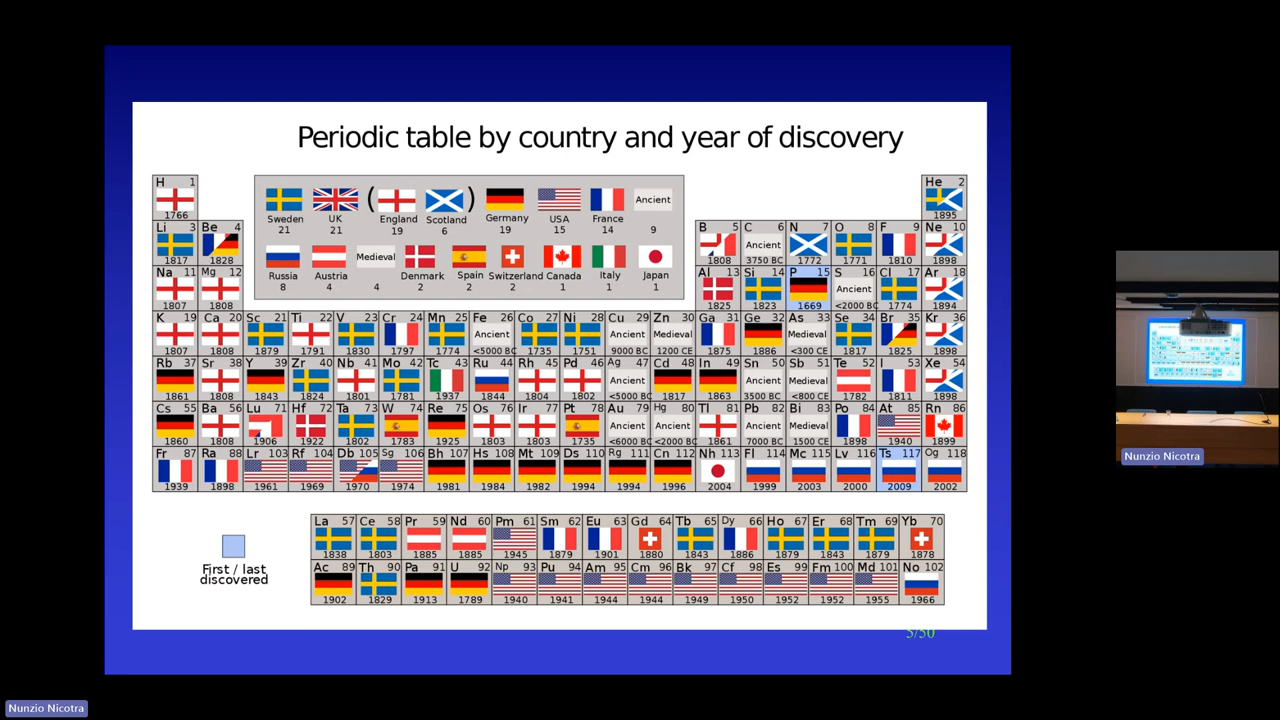 Periodic table by country and year of discovery
H 1
1766
He 2
1895
Sweden
21
UK
21
(
England
19
Scotland
6
)
Germany
19
USA
15
France
14
Ancient
9
Russia
8
Austria
4
Medieval
4
Denmark
2
Spain
2
Switzerland
2
Canada
1
Italy
1
Japan
1
Li 3
1817
Be 4
1828
B 5
1808
C 6
Ancient
3750 BC
N 7
1772
O 8
1771
F 9
1810
Ne 10
1898
Na 11
1807
Mg 12
1808
Al 13
1825
Si 14
1823
P 15
1669
S 16
Ancient
<2000 BC
Cl 17
1774
Ar 18
1894
K 19
1807
Ca 20
1808
Sc 21
1879
Ti 22
1791
V 23
1830
Cr 24
1797
Mn 25
1774
Fe 26
Ancient
<5000 BC
Co 27
1735
Ni 28
1751
Cu 29
Ancient
9000 BC
Zn 30
Medieval
1200 CE
Ga 31
1875
Ge 32
1886
As 33
Medieval
<300 CE
Se 34
1817
Br 35
1825
Kr 36
1898
Rb 37
1861
Sr 38
1808
Y 39
1843
Zr 40
1824
Nb 41
1801
Mo 42
1781
Tc 43
1937
Ru 44
1844
Rh 45
1804
Pd 46
1802
Ag 47
Ancient
<5000 BC
Cd 48
1817
In 49
1863
Sn 50
Ancient
3500 BC
Sb 51
Medieval
<800 CE
Te 52
1782
I 53
1811
Xe 54
1898
Cs 55
1860
Ba 56
1808
Lu 71
1906
Hf 72
1922
Ta 73
1802
W 74
1783
Re 75
1925
Os 76
1803
Ir 77
1803
Pt 78
1735
Au 79
Ancient
<6000 BC
Hg 80
Ancient
<2000 BC
Tl 81
1861
Pb 82
Ancient
7000 BC
Bi 83
Medieval
1500 CE
Po 84
1898
At 85
1940
Rn 86
1899
Fr 87
1939
Ra 88
1898
Lr 103
1961
Rf 104
1969
Db 105
1970
Sg 106
1974
Bh 107
1981
Hs 108
1984
Mt 109
1982
Ds 110
1994
Rg 111
1994
Cn 112
1996
Nh 113
2004
Fl 114
1999
Mc 115
2003
Lv 116
2000
Ts 117
2009
Og 118
2002
First / last
discovered
La 57
1838
Ce 58
1803
Pr 59
1885
Nd 60
1885
Pm 61
1945
Sm 62
1879
Eu 63
1901
Gd 64
1880
Tb 65
1843
Dy 66
1886
Ho 67
1879
Er 68
1843
Tm 69
1879
Yb 70
1878
Ac 89
1902
Th 90
1829
Pa 91
1913
U 92
1789
Np 93
1940
Pu 94
1941
Am 95
1944
Cm 96
1944
Bk 97
1949
Cf 98
1950
Es 99
1952
Fm 100
1952
Md 101
1955
No 102
1966
5/50
Nunzio Nicotra
Nunzio Nicotra